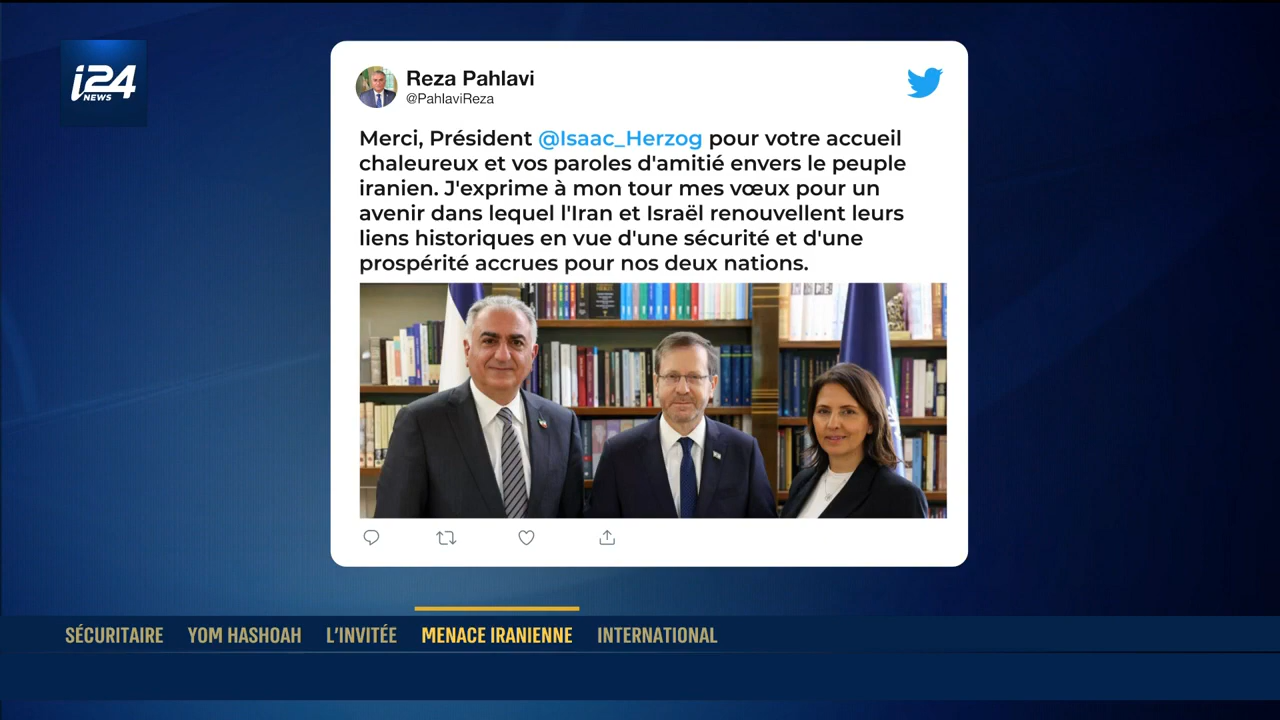 i24
NEWS
Reza Pahlavi
@PahlaviReza
Merci, Président @Isaac_Herzog pour votre accueil
chaleureux et vos paroles d'amitié envers le peuple
iranien. J'exprime à mon tour mes vœux pour un
avenir dans lequel l'Iran et Israël renouvellent leurs
liens historiques en vue d'une sécurité et d'une
prospérité accrues pour nos deux nations.
SÉCURITAIRE YOM HASHOAH L'INVITÉE MENACE IRANIENNE INTERNATIONAL